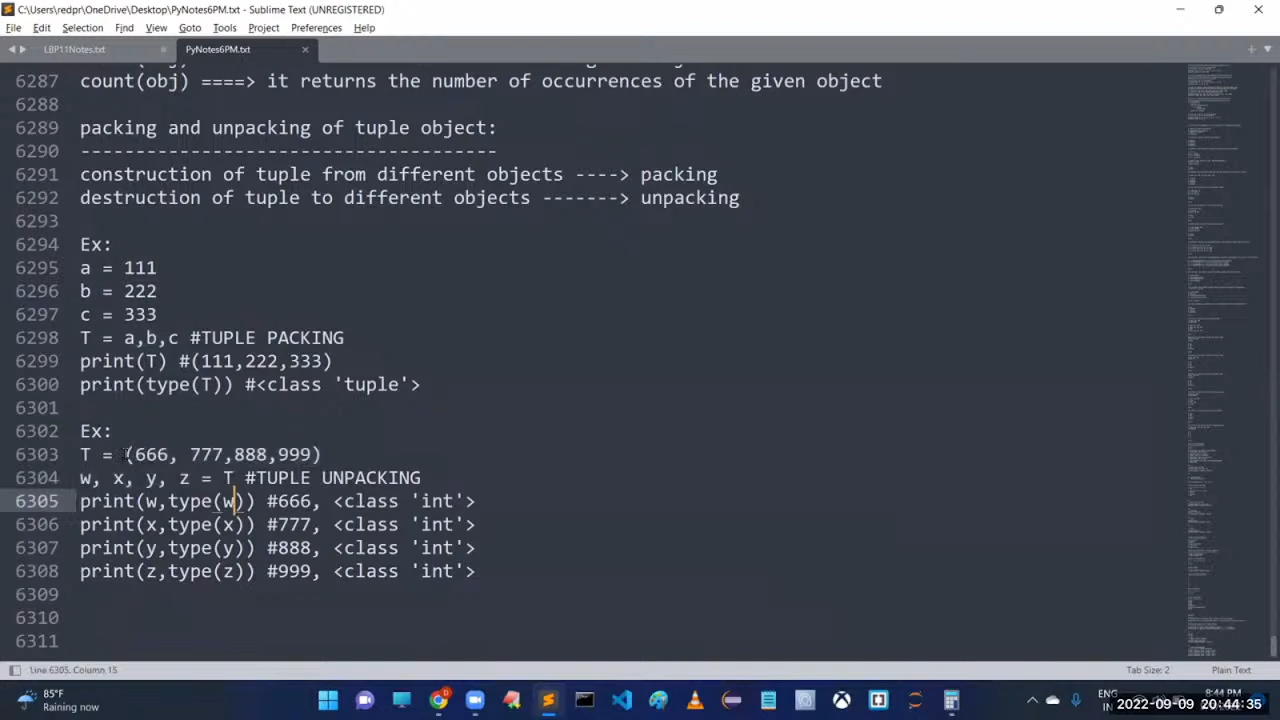 C:\Users\redpr\OneDrive\Desktop\PyNotes6PM.txt - Sublime Text (UNREGISTERED)
File Edit Selection Find View Goto Tools Project Preferences Help
LBP11Notes.txt PyNotes6PM.txt
6287 count(obj) ====> it returns the number of occurrences of the given object
6288
6289 packing and unpacking of tuple object:
6290 -------------------------------------
6291 construction of tuple from different objects ----> packing
6292 destruction of tuple to different objects -------> unpacking
6293
6294 Ex:
6295 a = 111
6296 b = 222
6297 c = 333
6298 T = a,b,c #TUPLE PACKING
6299 print(T) #(111,222,333)
6300 print(type(T)) #<class 'tuple'>
6301
6302 Ex:
6303 T = (666, 777,888,999)
6304 w, x, y, z = T #TUPLE UNPACKING
6305 print(w,type(w)) #666, <class 'int'>
6306 print(x,type(x)) #777, <class 'int'>
6307 print(y,type(y)) #888, <class 'int'>
6308 print(z,type(z)) #999, <class 'int'>
6309
6310
6311
Line 6305, Column 15 Tab Size: 2 Plain Text
85°F
Raining now
ENG
IN
8:44 PM
2022-09-09 20:44:35